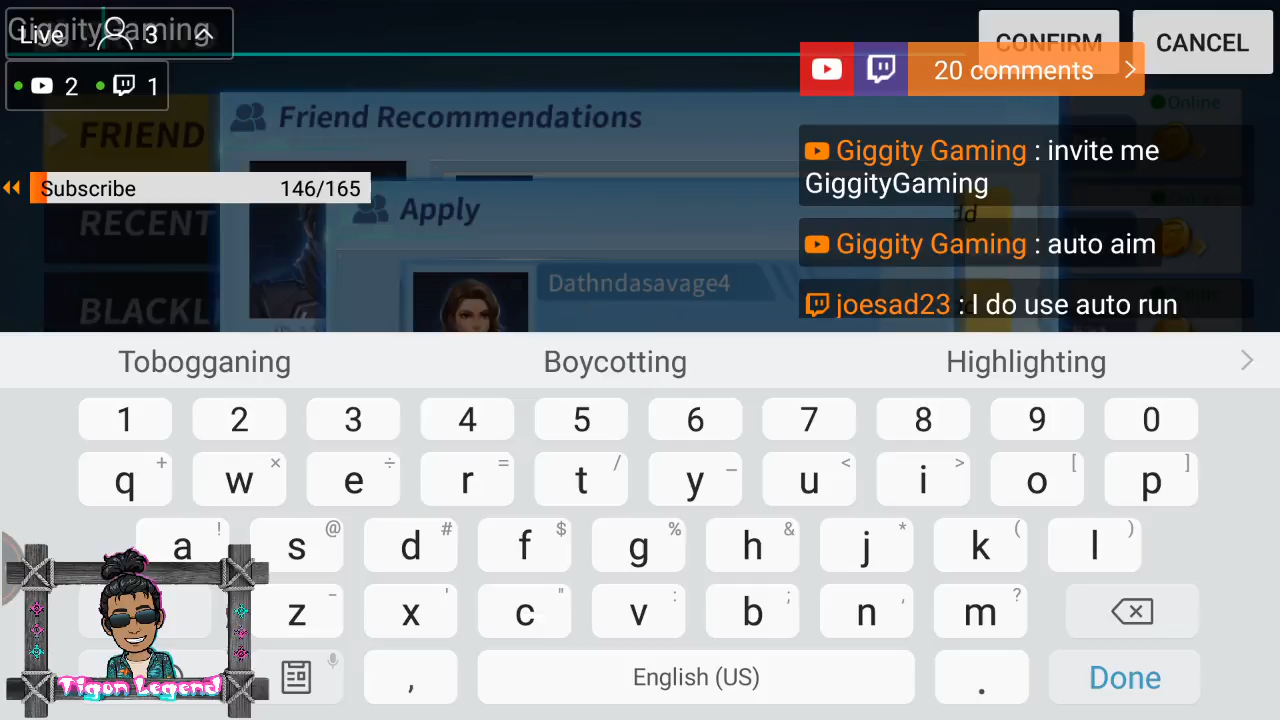 GiggityGaming
Live 3
2 1
CONFIRM
CANCEL
20 comments
Friend Recommendations
Online
FRIEND
Giggity Gaming : invite me
GiggityGaming
Subscribe 146/165
Apply
dd
RECENT
Giggity Gaming : auto aim
Dathndasavage4
BLACKL
joesad23 : I do use auto run
Tobogganing Boycotting Highlighting
1 2 3 4 5 6 7 8 9 0
q + w × e ÷ r = t / y _ u < i > o [ p ]
a ! s @ d # f $ g % h & j * k ( l )
z - x ' c " v : b ; n , m ?
, English (US) . Done
Tigon Legend